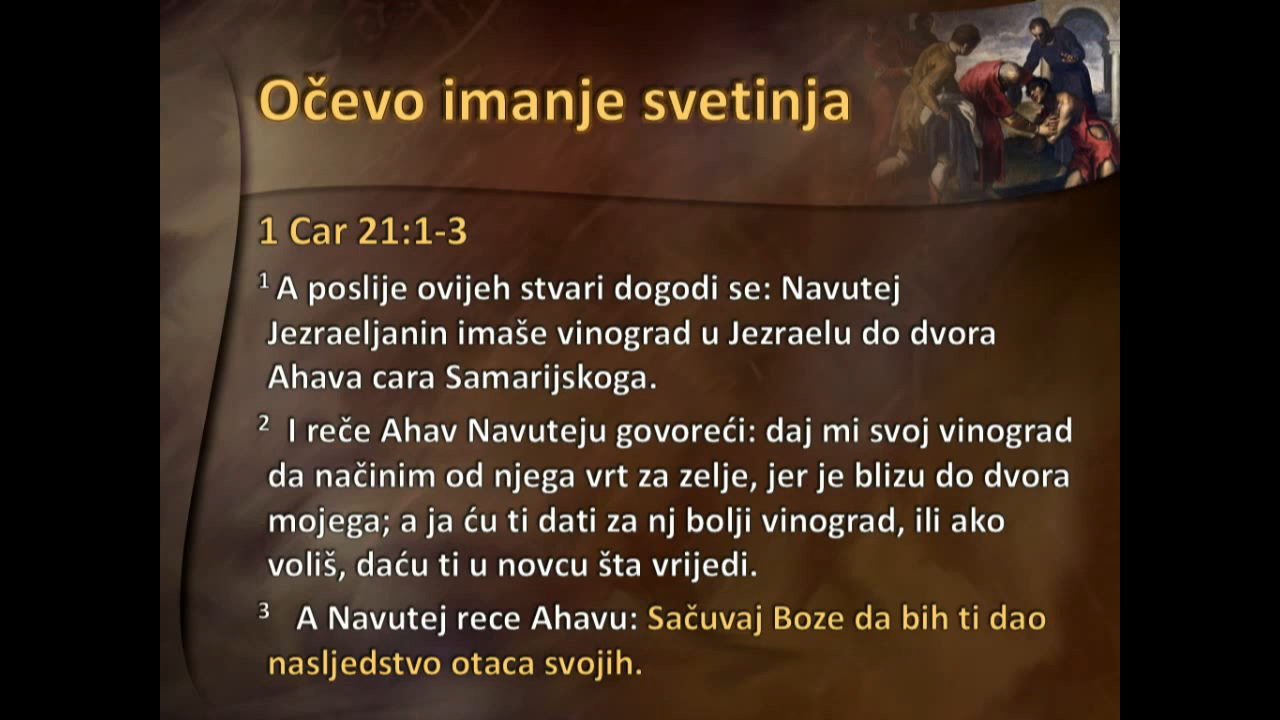 Očevo imanje svetinja
1 Car 21:1-3
1 A poslije ovijeh stvari dogodi se: Navutej
Jezraeljanin imaše vinograd u Jezraelu do dvora
Ahava cara Samarijskoga.
2 I reče Ahav Navuteju govoreći: daj mi svoj vinograd
da načinim od njega vrt za zelje, jer je blizu do dvora
mojega; a ja ću ti dati za nj bolji vinograd, ili ako
voliš, daću ti u novcu šta vrijedi.
3 A Navutej rece Ahavu: Sačuvaj Boze da bih ti dao
nasljedstvo otaca svojih.